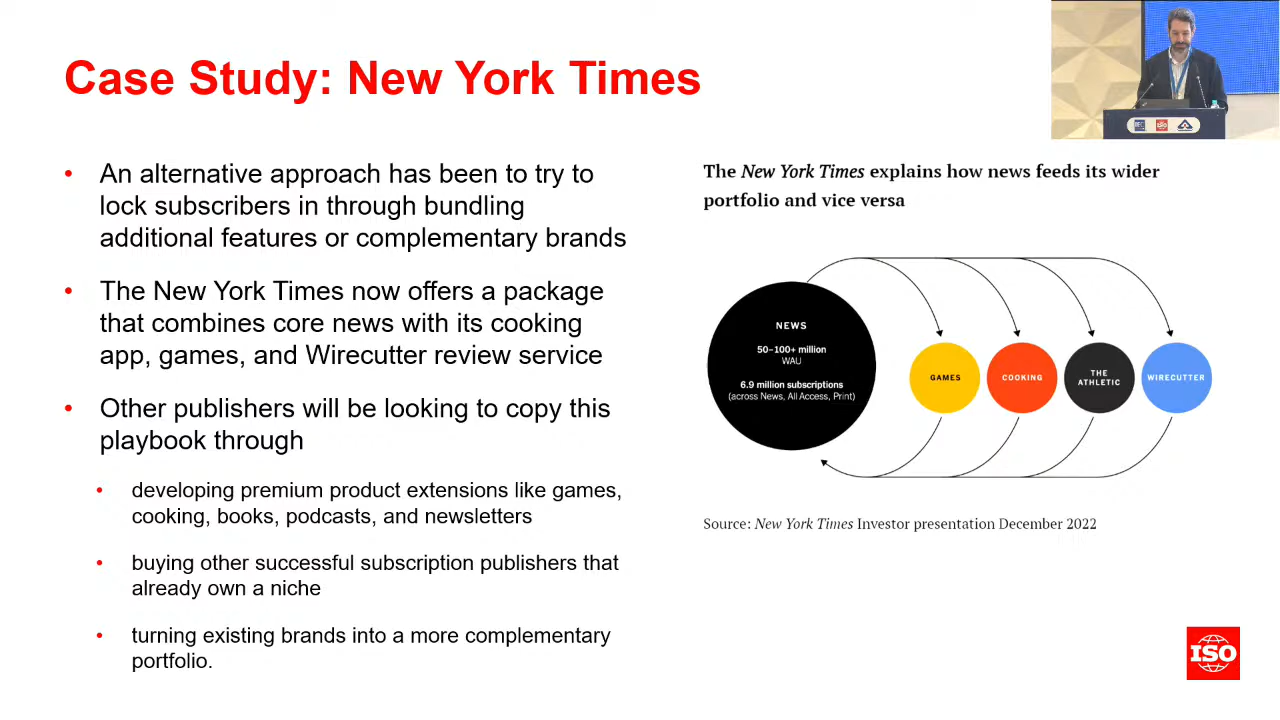 Case Study: New York Times
An alternative approach has been to try to
lock subscribers in through bundling
additional features or complementary brands
The New York Times now offers a package
that combines core news with its cooking
app, games, and Wirecutter review service
Other publishers will be looking to copy this
playbook through
developing premium product extensions like games,
cooking, books, podcasts, and newsletters
buying other successful subscription publishers that
already own a niche
turning existing brands into a more complementary
portfolio.
The New York Times explains how news feeds its wider
portfolio and vice versa
NEWS
50–100+ million
WAU
6.9 million subscriptions
(across News, All Access, Print)
GAMES
COOKING
THE
ATHLETIC
WIRECUTTER
Source: New York Times Investor presentation December 2022
IEC
ISO
ISO